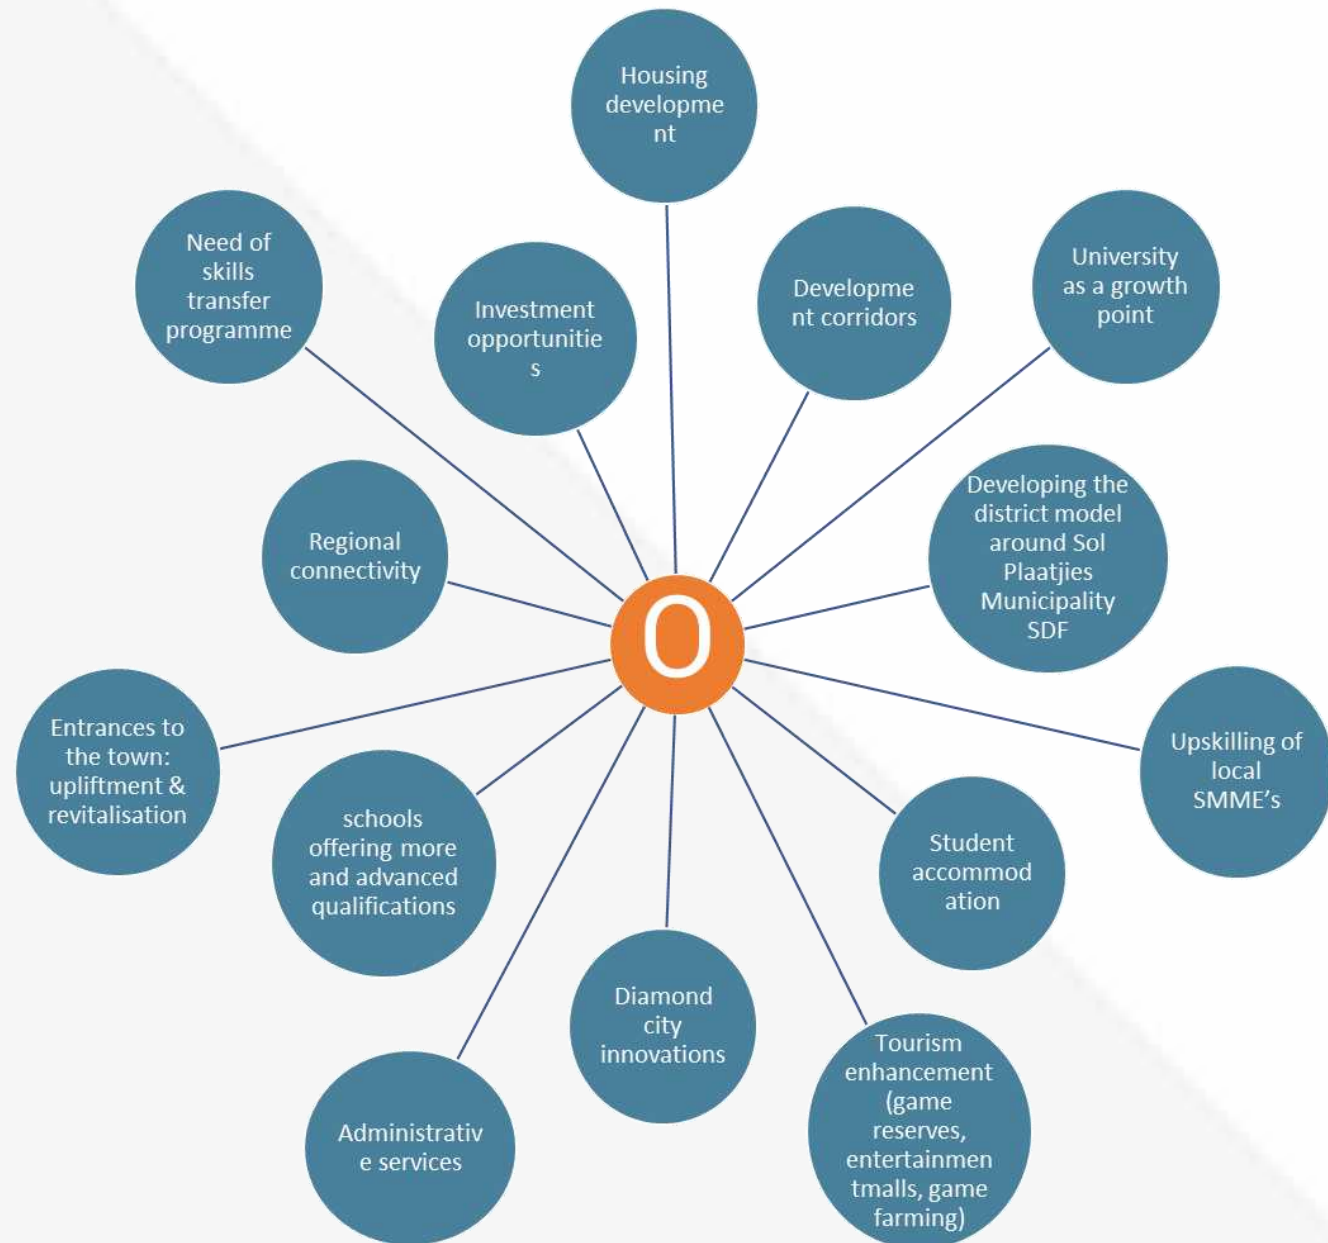 Housing
developme
nt
Need of
skills
transfer
programme
Investment
opportunitie
s
Developme
nt corridors
University
as a growth
point
Regional
connectivity
Developing the
district model
around Sol
Plaatjies
Municipality
SDF
O
Entrances to
the town:
upliftment &
revitalisation
schools
offering more
and advanced
qualifications
Student
accommod
ation
Upskilling of
local
SMME’s
Administrativ
e services
Diamond
city
innovations
Tourism
enhancement
(game
reserves,
entertainmen
tmalls, game
farming)